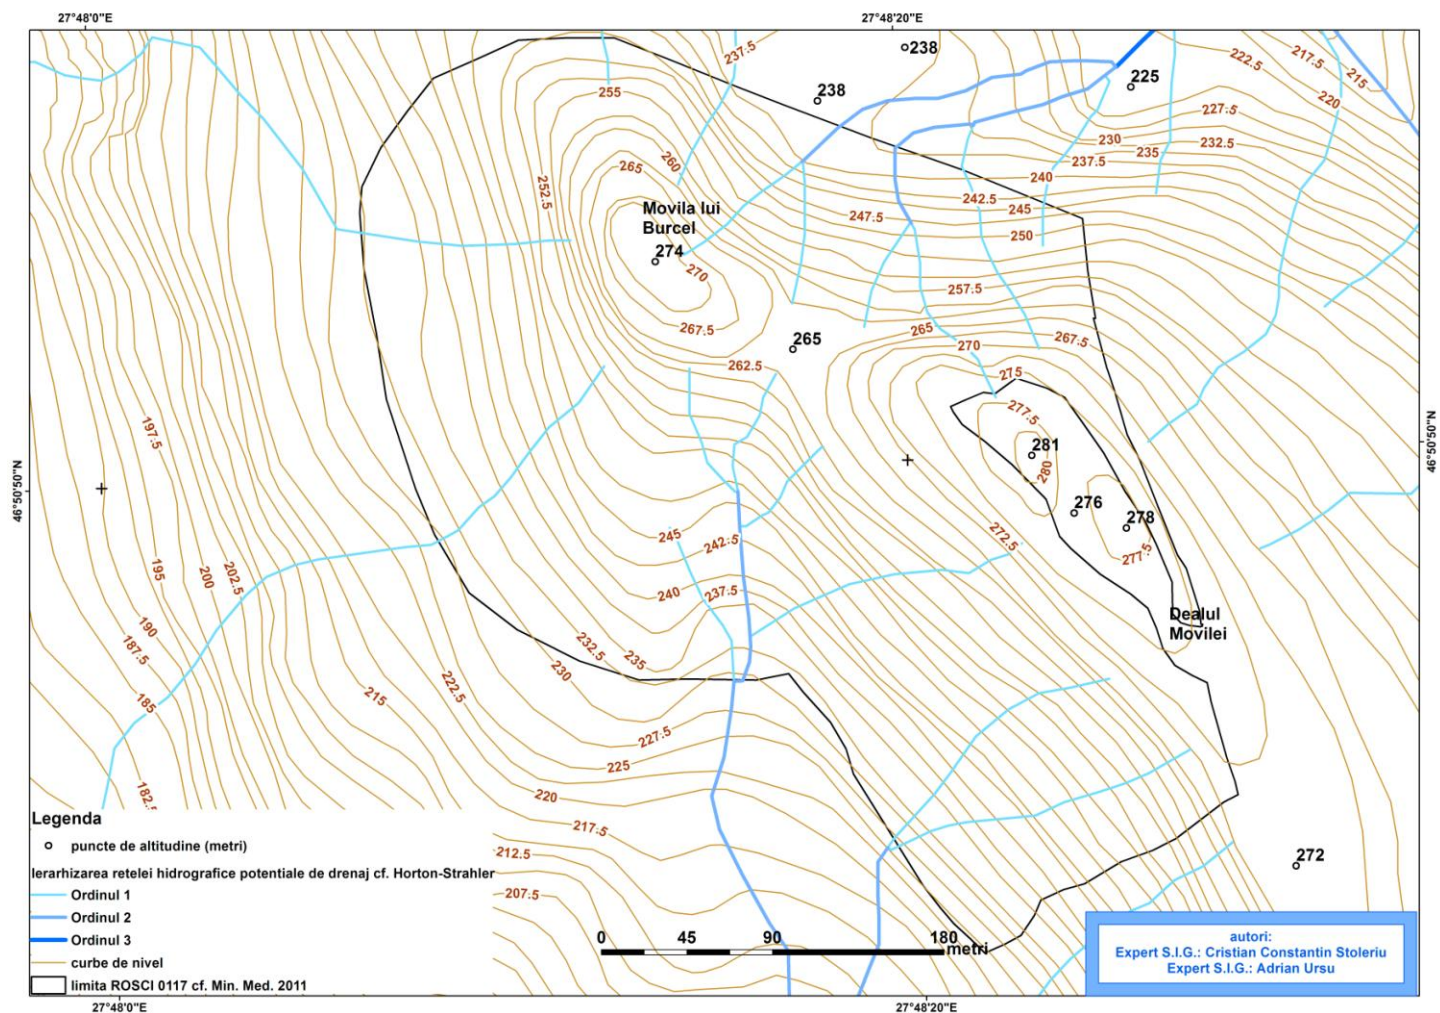 27°48'0"E
27°48'20"E
237.5
238
238
225
222.5
217.5
215
220
255
227.5
230
232.5
235
237.5
260
265
240
252.5
242.5
Movila lui
Burcel
245
247.5
250
274
270
257.5
267.5
265
265
267.5
270
262.5
275
277.5
197.5
281
280
46°50'50"N
46°50'50"N
276
278
272.5
245
242.5
277.5
195
200
202.5
240
237.5
190
187.5
232.5
235
230
Dealul
Movilei
185
215
222.5
227.5
225
182.5
220
217.5
Legenda
puncte de altitudine (metri)
212.5
272
Ierarhizarea retelei hidrografice potentiale de drenaj cf. Horton-Strahler
Ordinul 1
207.5
Ordinul 2
Ordinul 3
0 45 90 180
metri
curbe de nivel
limita ROSCI 0117 cf. Min. Med. 2011
autori:
Expert S.I.G.: Cristian Constantin Stoleriu
Expert S.I.G.: Adrian Ursu
27°48'0"E
27°48'20"E